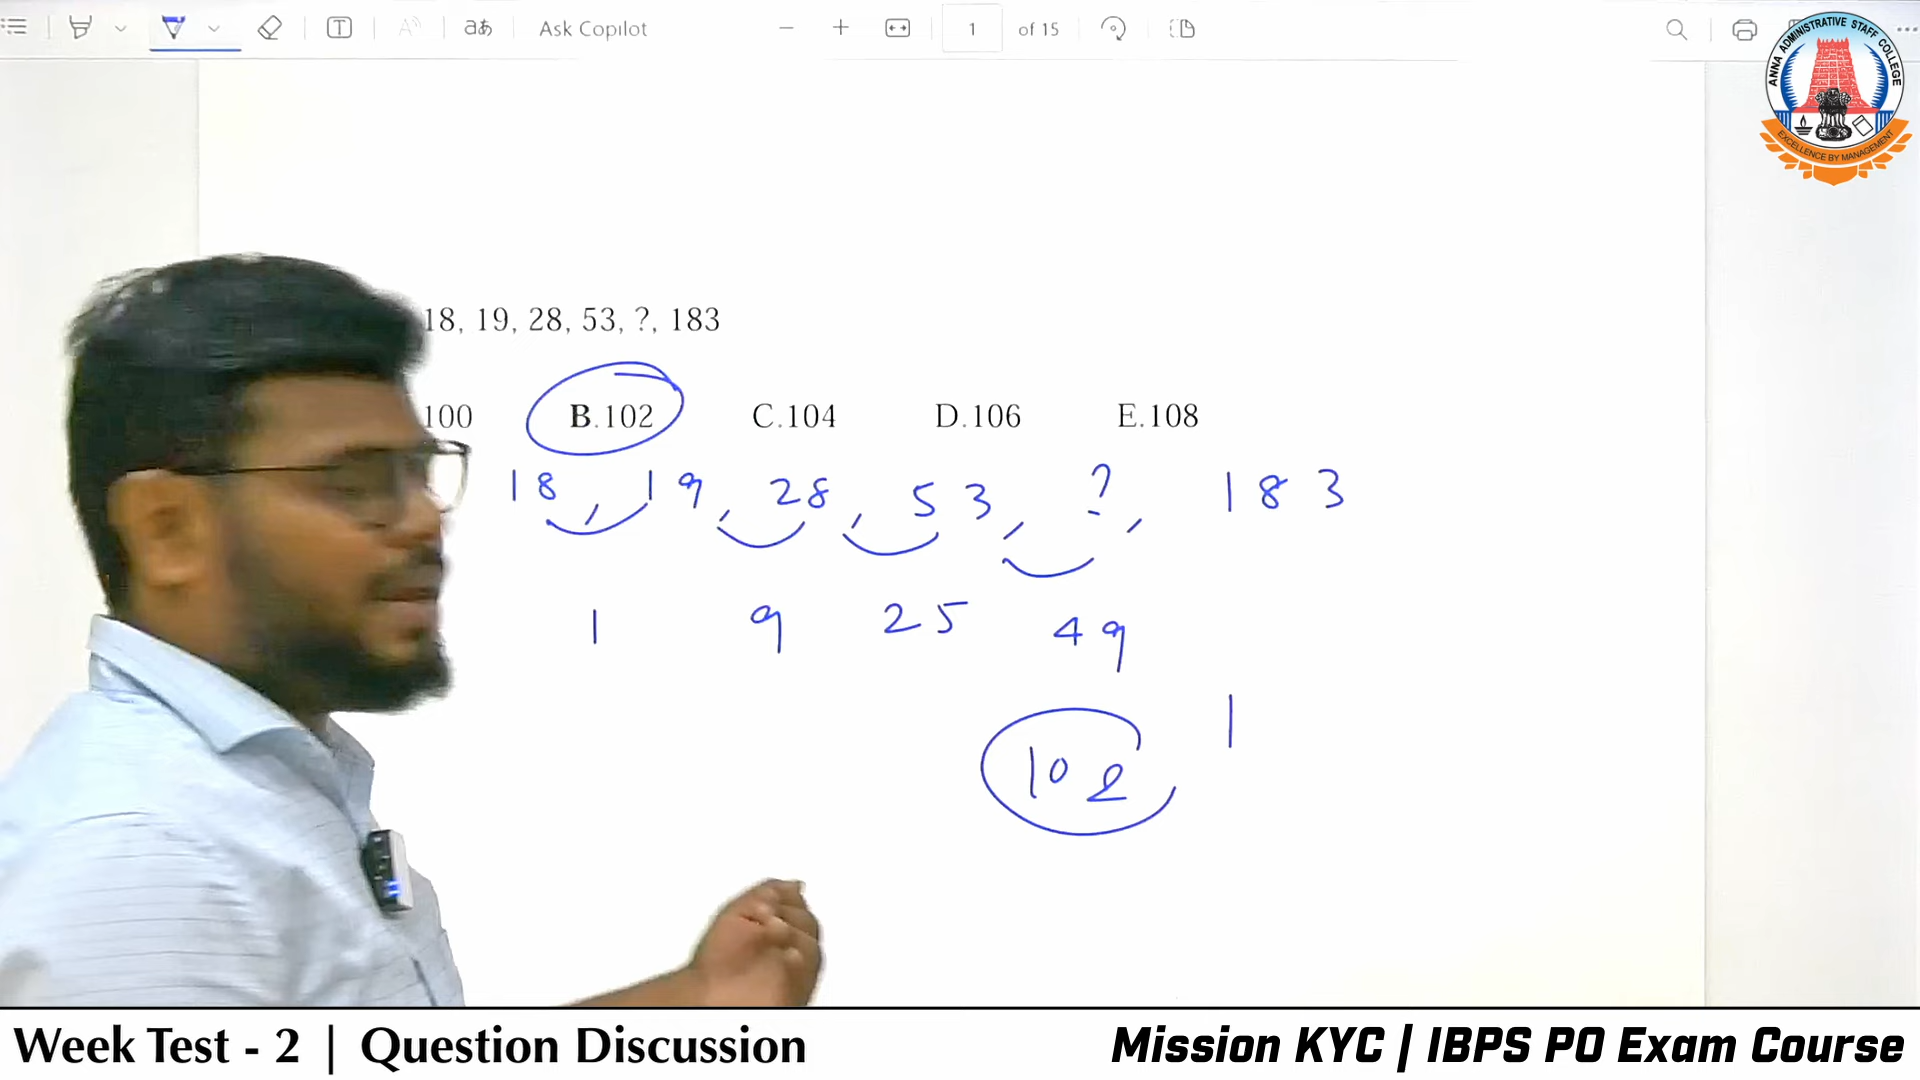 Ask Copilot
1 of 15
ANNA ADMINISTRATIVE STAFF COLLEGE
EXCELLENCE BY MANAGEMENT
18, 19, 28, 53, ?, 183
100 B.102 C.104 D.106 E.108
18, 19, 28, 53, ?, 183
1 9 25 49
102 1
Week Test - 2 | Question Discussion
Mission KYC | IBPS PO Exam Course